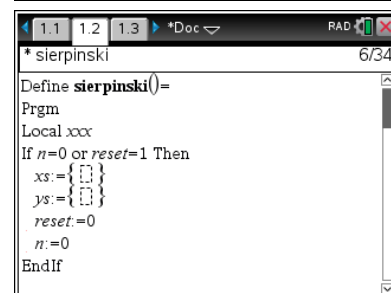 1.1 1.2 1.3 *Doc RAD
* sierpinski 6/34
Define sierpinski()=
Prgm
Local xxx
If n=0 or reset=1 Then
xs:={ }
ys:={ }
reset:=0
n:=0
EndIf